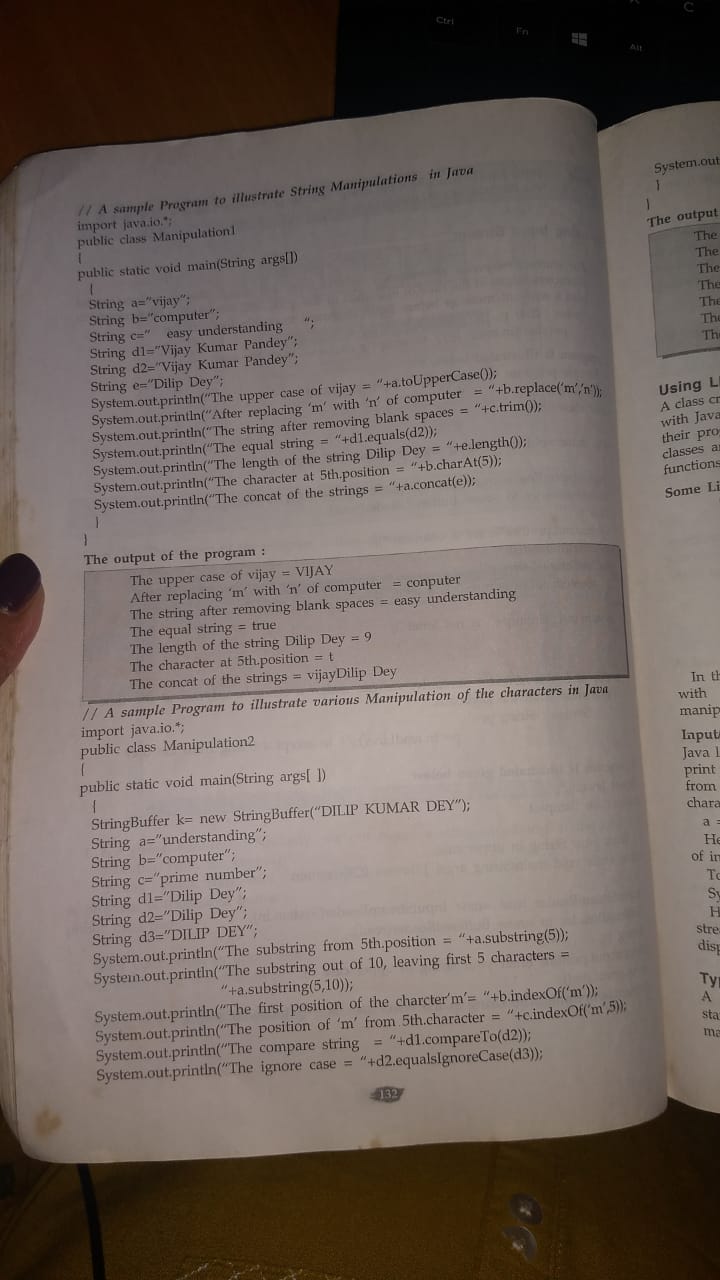 Ctrl
Fn
Alt
C
// A sample Program to illustrate String Manipulations in Java
import java.io.*;
public class Manipulation1
{
public static void main(String args[])
{
String a="vijay";
String b="computer";
String c="   easy understanding     ";
String d1="Vijay Kumar Pandey";
String d2="Vijay Kumar Pandey";
String e="Dilip Dey";
System.out.println("The upper case of vijay = "+a.toUpperCase());
System.out.println("After replacing 'm' with 'n' of computer = "+b.replace('m','n'));
System.out.println("The string after removing blank spaces = "+c.trim());
System.out.println("The equal string = "+d1.equals(d2));
System.out.println("The length of the string Dilip Dey = "+e.length());
System.out.println("The character at 5th.position = "+b.charAt(5));
System.out.println("The concat of the strings = "+a.concat(e));
}
}
The output of the program :
The upper case of vijay = VIJAY
After replacing 'm' with 'n' of computer = conputer
The string after removing blank spaces = easy understanding
The equal string = true
The length of the string Dilip Dey = 9
The character at 5th.position = t
The concat of the strings = vijayDilip Dey
// A sample Program to illustrate various Manipulation of the characters in Java
import java.io.*;
public class Manipulation2
{
public static void main(String args[ ])
{
StringBuffer k= new StringBuffer("DILIP KUMAR DEY");
String a="understanding";
String b="computer";
String c="prime number";
String d1="Dilip Dey";
String d2="Dilip Dey";
String d3="DILIP DEY";
System.out.println("The substring from 5th.position = "+a.substring(5));
System.out.println("The substring out of 10, leaving first 5 characters =
"+a.substring(5,10));
System.out.println("The first position of the charcter'm'= "+b.indexOf('m'));
System.out.println("The position of 'm' from 5th.character = "+c.indexOf('m',5));
System.out.println("The compare string = "+d1.compareTo(d2));
System.out.println("The ignore case = "+d2.equalsIgnoreCase(d3));
132
System.out
}
}
The output
The
The
The
The
The
The
Th
Using L
A class cr
with Java
their pro
classes a
functions
Some Li
In th
with
manip
Input/
Java l
print
from
chara
a =
He
of in
To
Sy
H
stre
disp
Ty
A
sta
ma